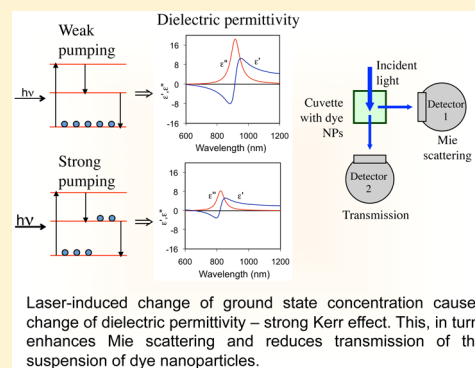 Weak
pumping
hν
Dielectric permittivity
16
8
0
-8
-16
ε',ε''
ε''
ε'
600 800 1000 1200
Wavelength (nm)
Strong
pumping
hν
16
8
0
-8
-16
ε',ε''
ε''
ε'
600 800 1000 1200
Wavelength (nm)
Incident
light
Cuvette
with dye
NPs
Detector
1
Mie
scattering
Detector
2
Transmission
Laser-induced change of ground state concentration cause
change of dielectric permittivity – strong Kerr effect. This, in turn
enhances Mie scattering and reduces transmission of th
suspension of dye nanoparticles.